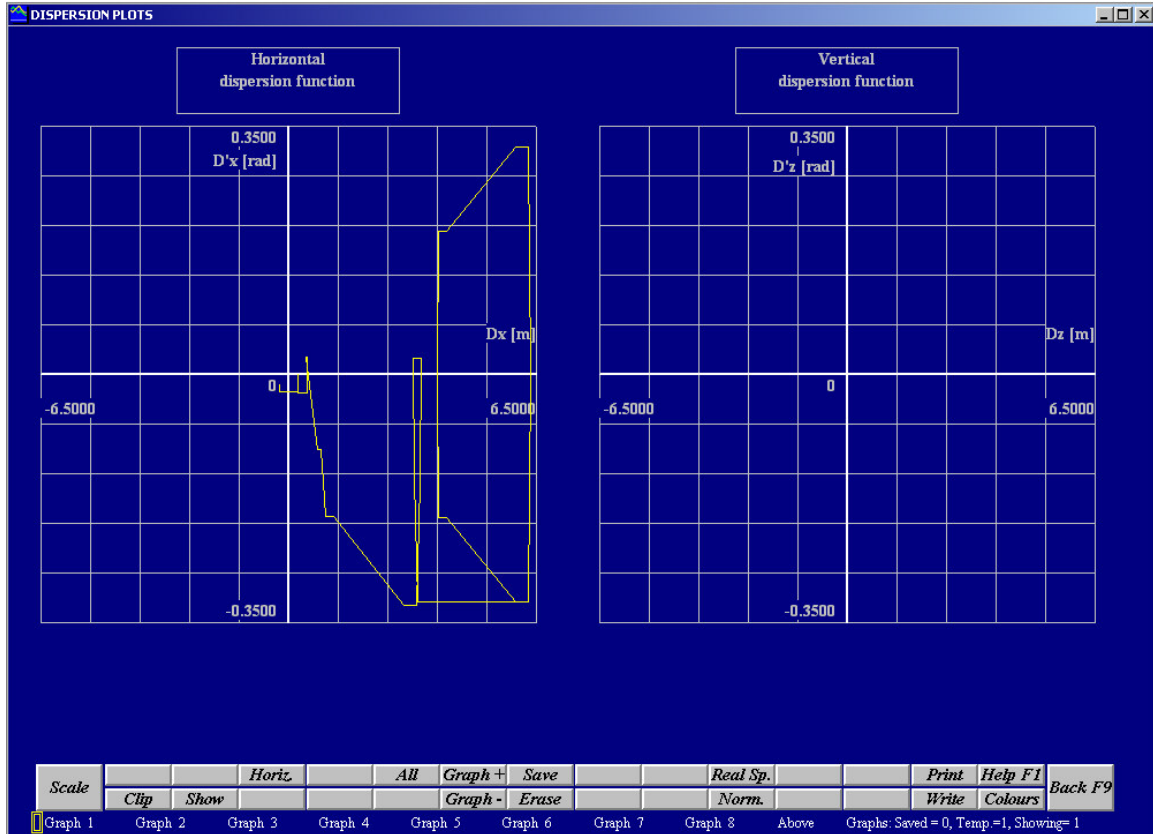 DISPERSION PLOTS
Horizontal
dispersion function
Vertical
dispersion function
0.3500
D'x [rad]
0.3500
D'z [rad]
Dx [m]
Dz [m]
0
0
-6.5000
6.5000
-6.5000
6.5000
-0.3500
-0.3500
Scale
Horiz.
All
Graph +
Save
Real Sp.
Print
Help F1
Back F9
Clip
Show
Graph -
Erase
Norm.
Write
Colours
Graph 1
Graph 2
Graph 3
Graph 4
Graph 5
Graph 6
Graph 7
Graph 8
Above
Graphs: Saved = 0, Temp.=1, Showing= 1